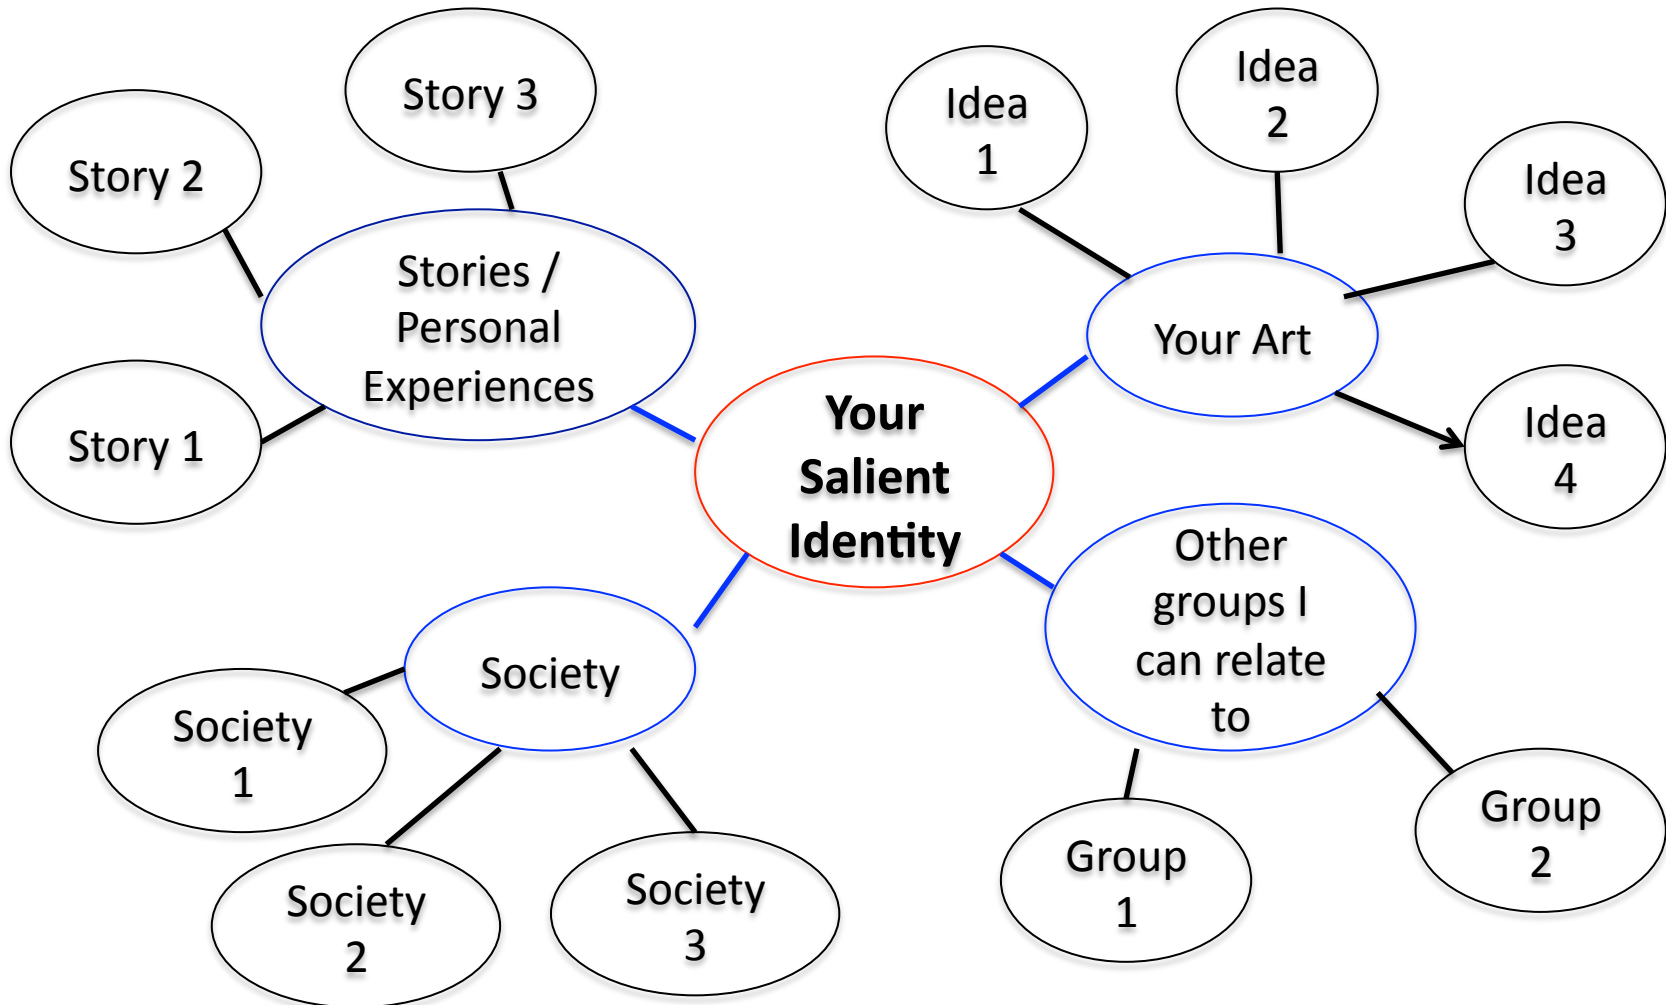 Story 3
Story 2
Story 1
Stories /
Personal
Experiences
Idea
1
Idea
2
Idea
3
Idea
4
Your Art
Your
Salient
Identity
Society
Society
1
Society
2
Society
3
Other
groups I
can relate
to
Group
1
Group
2